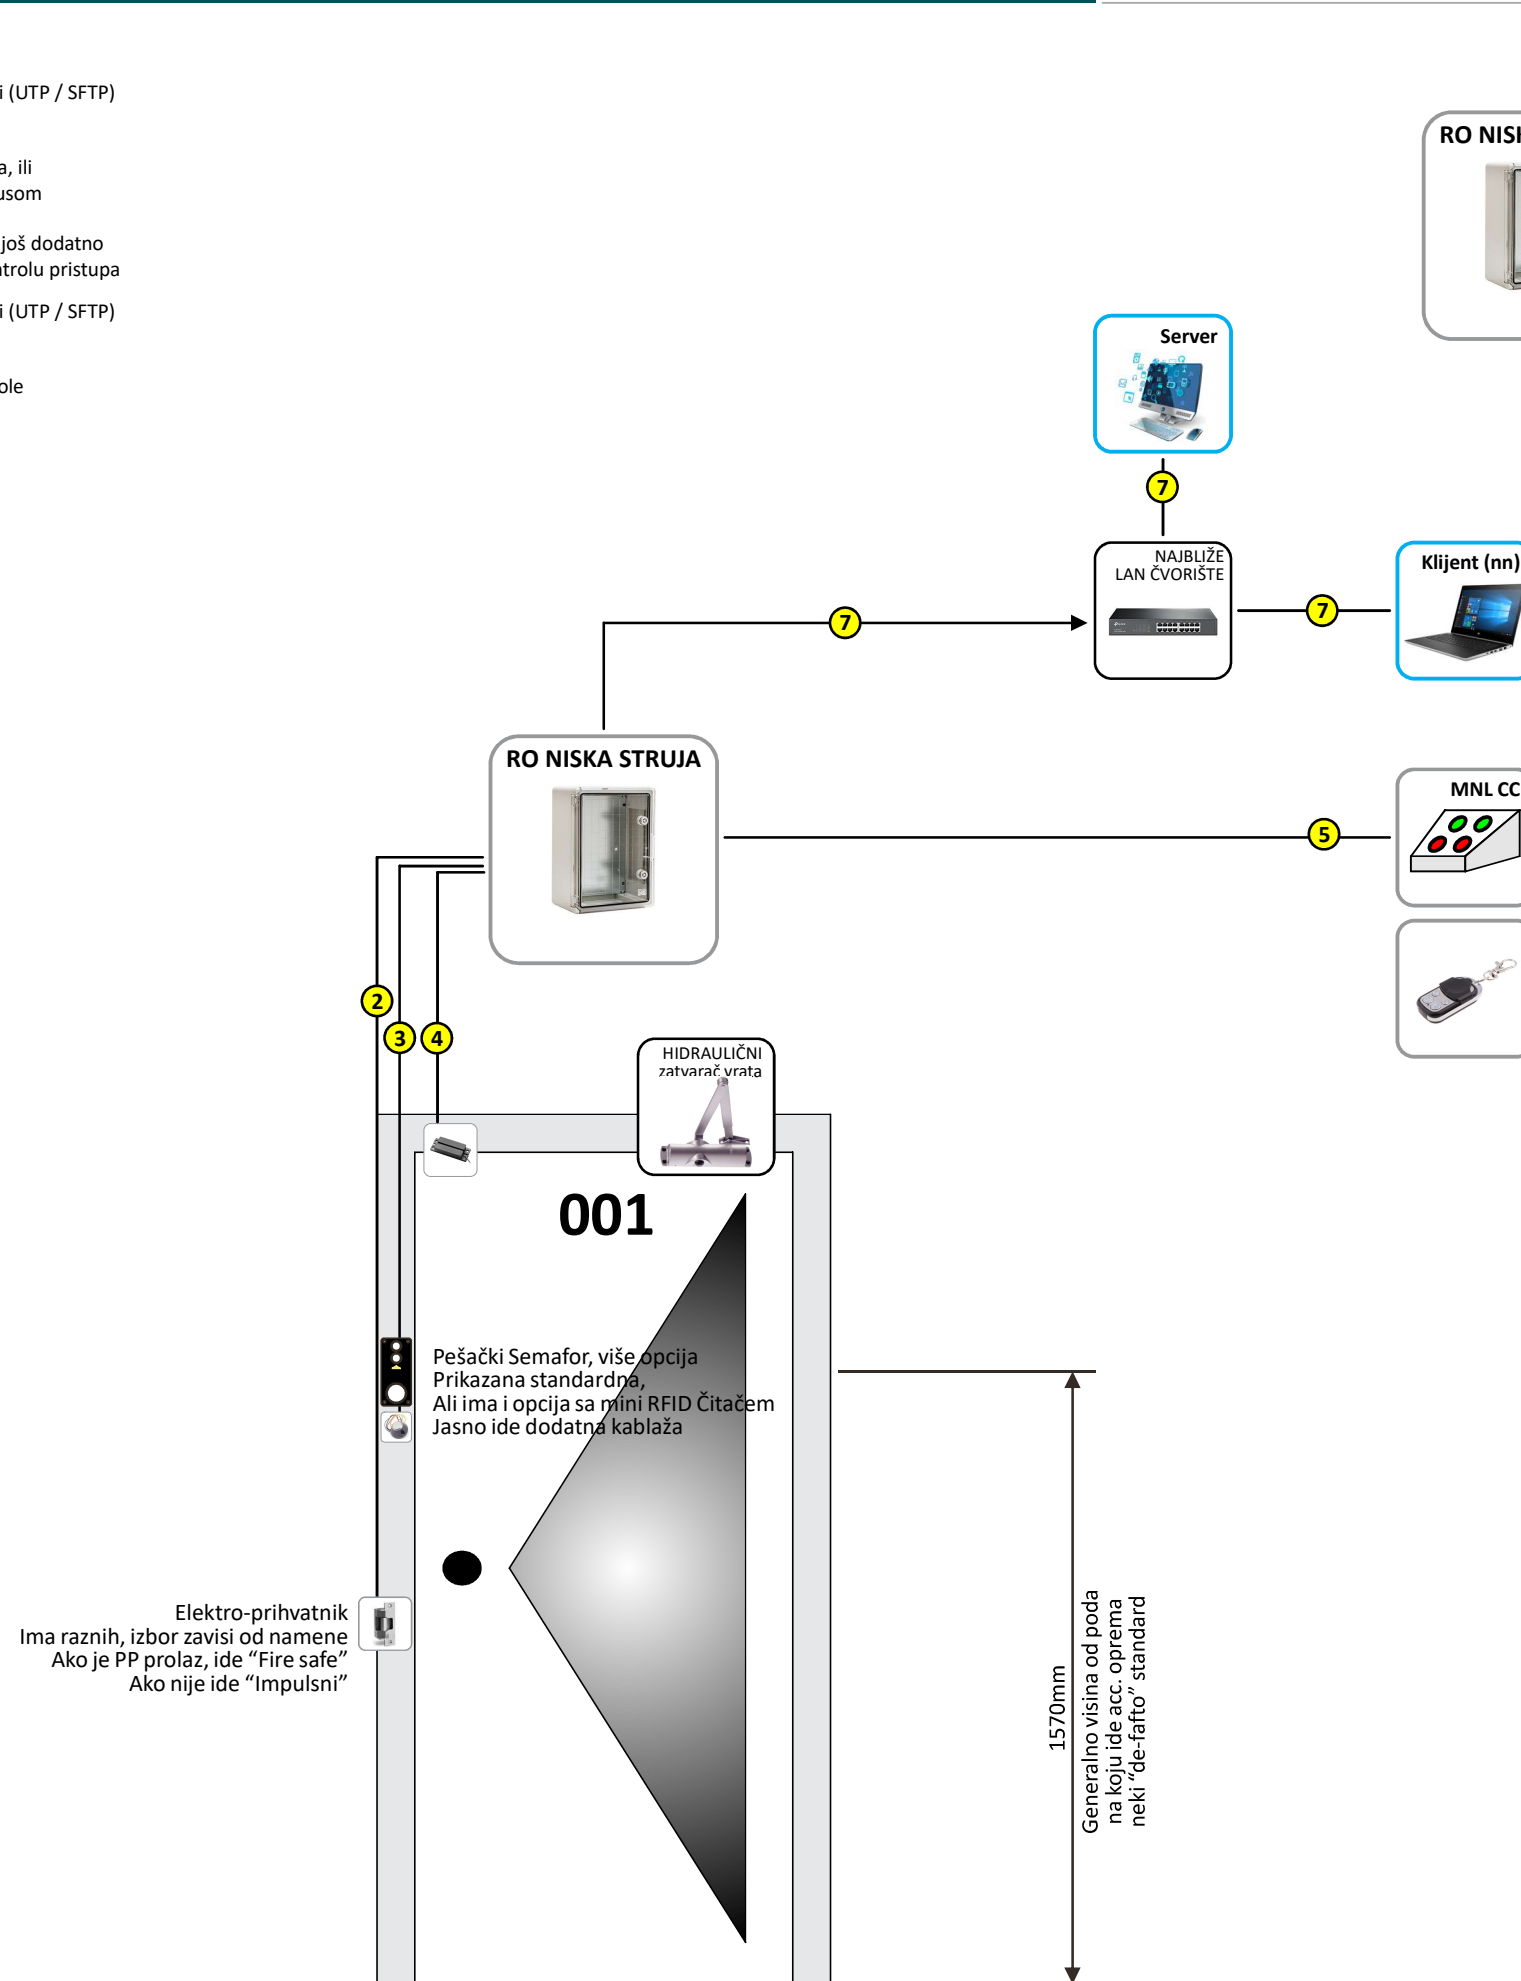 i (UTP / SFTP)
a, ili
usom
još dodatno
ntrolu pristupa
i (UTP / SFTP)
ole
RO NISK
Server
7
NAJBLIŽE
LAN ČVORIŠTE
Klijent (nn)
7
7
RO NISKA STRUJA
MNL CC
5
2
3
4
HIDRAULIČNI
zatvarač vrata
001
Pešački Semafor, više opcija
Prikazana standardna,
Ali ima i opcija sa mini RFID Čitačem
Jasno ide dodatna kablaža
Elektro-prihvatnik
Ima raznih, izbor zavisi od namene
Ako je PP prolaz, ide “Fire safe”
Ako nije ide “Impulsni”
1570mm
Generalno visina od poda
na koju ide acc. oprema
neki “de-fafto” standard